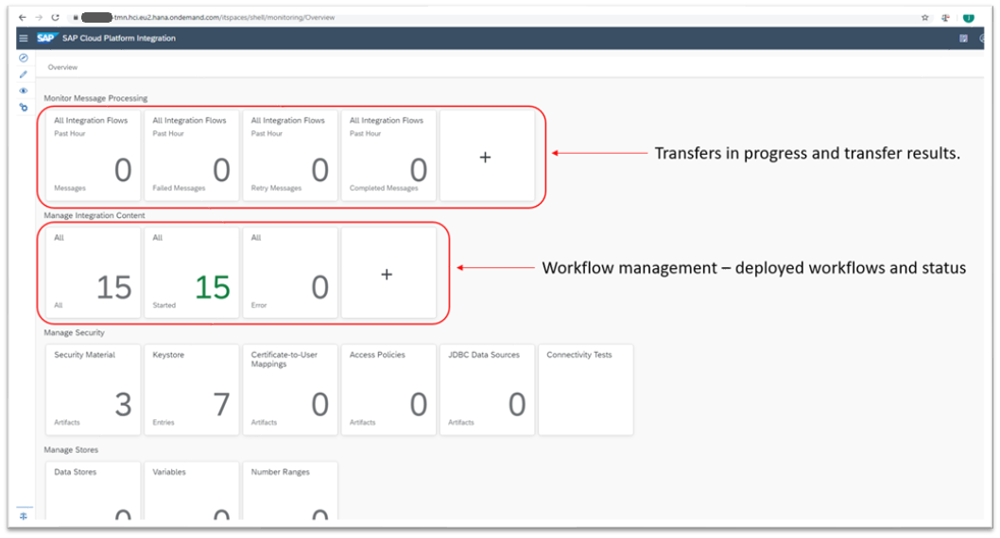 -tmn.hci.eu2.hana.ondemand.com/itspaces/shell/monitoring/Overview
SAP SAP Cloud Platform Integration
Overview
Monitor Message Processing
All Integration Flows
Past Hour
0
Messages
All Integration Flows
Past Hour
0
Failed Messages
All Integration Flows
Past Hour
0
Retry Messages
All Integration Flows
Past Hour
0
Completed Messages
+
Transfers in progress and transfer results.
Manage Integration Content
All
15
All
All
15
Started
All
0
Error
+
Workflow management – deployed workflows and status
Manage Security
Security Material
3
Artifacts
Keystore
7
Entries
Certificate-to-User
Mappings
0
Artifacts
Access Policies
0
Artifacts
JDBC Data Sources
0
Artifacts
Connectivity Tests
Manage Stores
Data Stores
0
Variables
0
Number Ranges
0